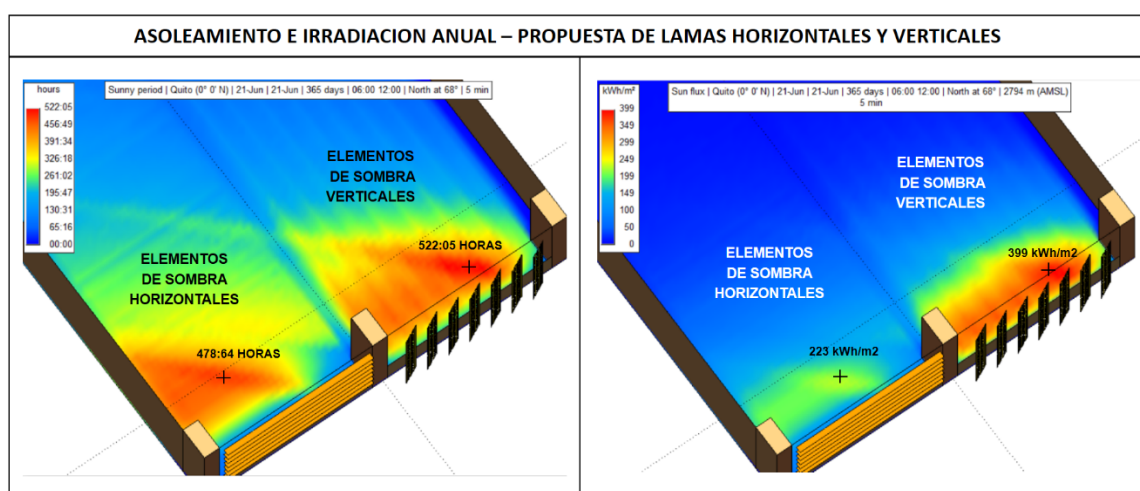 ASOLEAMIENTO E IRRADIACION ANUAL – PROPUESTA DE LAMAS HORIZONTALES Y VERTICALES
hours
522:05
456:49
391:34
326:18
261:02
195:47
130:31
65:16
00:00
Sunny period | Quito (0° 0' N) | 21-Jun | 21-Jun | 365 days | 06:00 12:00 | North at 68° | 5 min
ELEMENTOS
DE SOMBRA
VERTICALES
522:05 HORAS
ELEMENTOS
DE SOMBRA
HORIZONTALES
478:64 HORAS
kWh/m²
399
349
299
249
199
149
100
50
0
Sun flux | Quito (0° 0' N) | 21-Jun | 21-Jun | 365 days | 06:00 12:00 | North at 68° | 2794 m (AMSL)
5 min
ELEMENTOS
DE SOMBRA
VERTICALES
399 kWh/m2
ELEMENTOS
DE SOMBRA
HORIZONTALES
223 kWh/m2